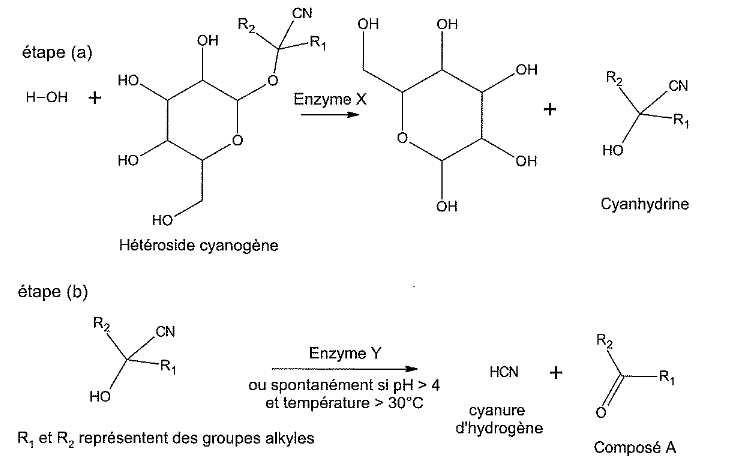 étape (a)
H–OH + HO HO OH HO O O R₂ CN R₁
Enzyme X
OH OH OH OH OH O
+
R₂ CN R₁ HO
Hétéroside cyanogène
Cyanhydrine
étape (b)
R₂ CN R₁ HO
Enzyme Y
ou spontanément si pH > 4
et température > 30°C
HCN + R₂ R₁ O
cyanure
d'hydrogène
Composé A
R₁ et R₂ représentent des groupes alkyles